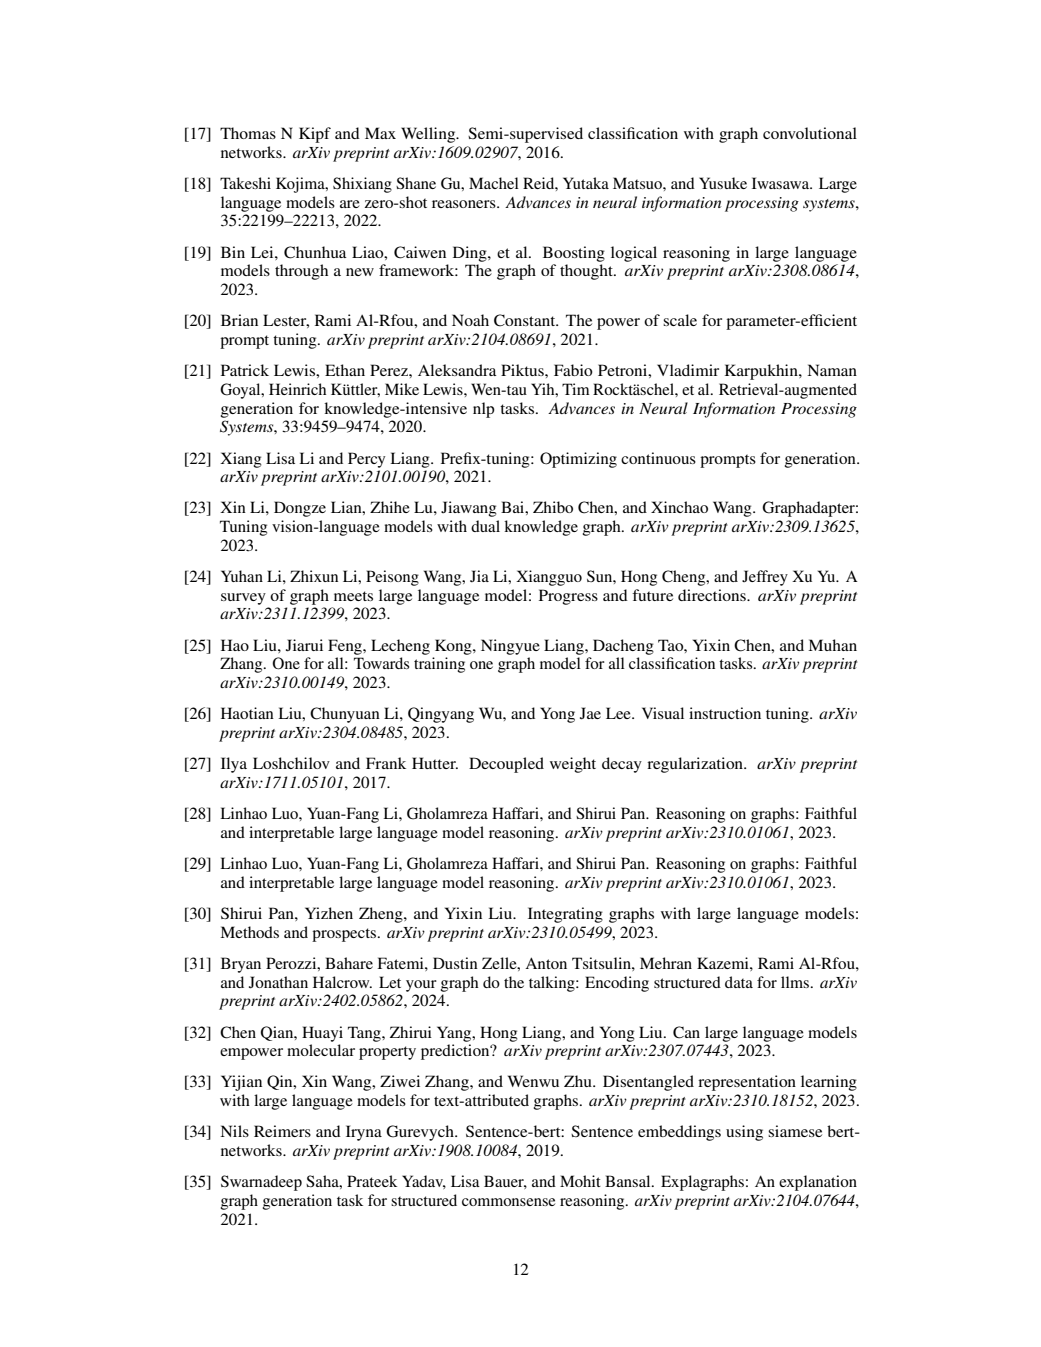 [17] Thomas N Kipf and Max Welling. Semi-supervised classification with graph convolutional
networks. arXiv preprint arXiv:1609.02907, 2016.
[18] Takeshi Kojima, Shixiang Shane Gu, Machel Reid, Yutaka Matsuo, and Yusuke Iwasawa. Large
language models are zero-shot reasoners. Advances in neural information processing systems,
35:22199–22213, 2022.
[19] Bin Lei, Chunhua Liao, Caiwen Ding, et al. Boosting logical reasoning in large language
models through a new framework: The graph of thought. arXiv preprint arXiv:2308.08614,
2023.
[20] Brian Lester, Rami Al-Rfou, and Noah Constant. The power of scale for parameter-efficient
prompt tuning. arXiv preprint arXiv:2104.08691, 2021.
[21] Patrick Lewis, Ethan Perez, Aleksandra Piktus, Fabio Petroni, Vladimir Karpukhin, Naman
Goyal, Heinrich Küttler, Mike Lewis, Wen-tau Yih, Tim Rocktäschel, et al. Retrieval-augmented
generation for knowledge-intensive nlp tasks. Advances in Neural Information Processing
Systems, 33:9459–9474, 2020.
[22] Xiang Lisa Li and Percy Liang. Prefix-tuning: Optimizing continuous prompts for generation.
arXiv preprint arXiv:2101.00190, 2021.
[23] Xin Li, Dongze Lian, Zhihe Lu, Jiawang Bai, Zhibo Chen, and Xinchao Wang. Graphadapter:
Tuning vision-language models with dual knowledge graph. arXiv preprint arXiv:2309.13625,
2023.
[24] Yuhan Li, Zhixun Li, Peisong Wang, Jia Li, Xiangguo Sun, Hong Cheng, and Jeffrey Xu Yu. A
survey of graph meets large language model: Progress and future directions. arXiv preprint
arXiv:2311.12399, 2023.
[25] Hao Liu, Jiarui Feng, Lecheng Kong, Ningyue Liang, Dacheng Tao, Yixin Chen, and Muhan
Zhang. One for all: Towards training one graph model for all classification tasks. arXiv preprint
arXiv:2310.00149, 2023.
[26] Haotian Liu, Chunyuan Li, Qingyang Wu, and Yong Jae Lee. Visual instruction tuning. arXiv
preprint arXiv:2304.08485, 2023.
[27] Ilya Loshchilov and Frank Hutter. Decoupled weight decay regularization. arXiv preprint
arXiv:1711.05101, 2017.
[28] Linhao Luo, Yuan-Fang Li, Gholamreza Haffari, and Shirui Pan. Reasoning on graphs: Faithful
and interpretable large language model reasoning. arXiv preprint arXiv:2310.01061, 2023.
[29] Linhao Luo, Yuan-Fang Li, Gholamreza Haffari, and Shirui Pan. Reasoning on graphs: Faithful
and interpretable large language model reasoning. arXiv preprint arXiv:2310.01061, 2023.
[30] Shirui Pan, Yizhen Zheng, and Yixin Liu. Integrating graphs with large language models:
Methods and prospects. arXiv preprint arXiv:2310.05499, 2023.
[31] Bryan Perozzi, Bahare Fatemi, Dustin Zelle, Anton Tsitsulin, Mehran Kazemi, Rami Al-Rfou,
and Jonathan Halcrow. Let your graph do the talking: Encoding structured data for llms. arXiv
preprint arXiv:2402.05862, 2024.
[32] Chen Qian, Huayi Tang, Zhirui Yang, Hong Liang, and Yong Liu. Can large language models
empower molecular property prediction? arXiv preprint arXiv:2307.07443, 2023.
[33] Yijian Qin, Xin Wang, Ziwei Zhang, and Wenwu Zhu. Disentangled representation learning
with large language models for text-attributed graphs. arXiv preprint arXiv:2310.18152, 2023.
[34] Nils Reimers and Iryna Gurevych. Sentence-bert: Sentence embeddings using siamese bert-
networks. arXiv preprint arXiv:1908.10084, 2019.
[35] Swarnadeep Saha, Prateek Yadav, Lisa Bauer, and Mohit Bansal. Explagraphs: An explanation
graph generation task for structured commonsense reasoning. arXiv preprint arXiv:2104.07644,
2021.
12